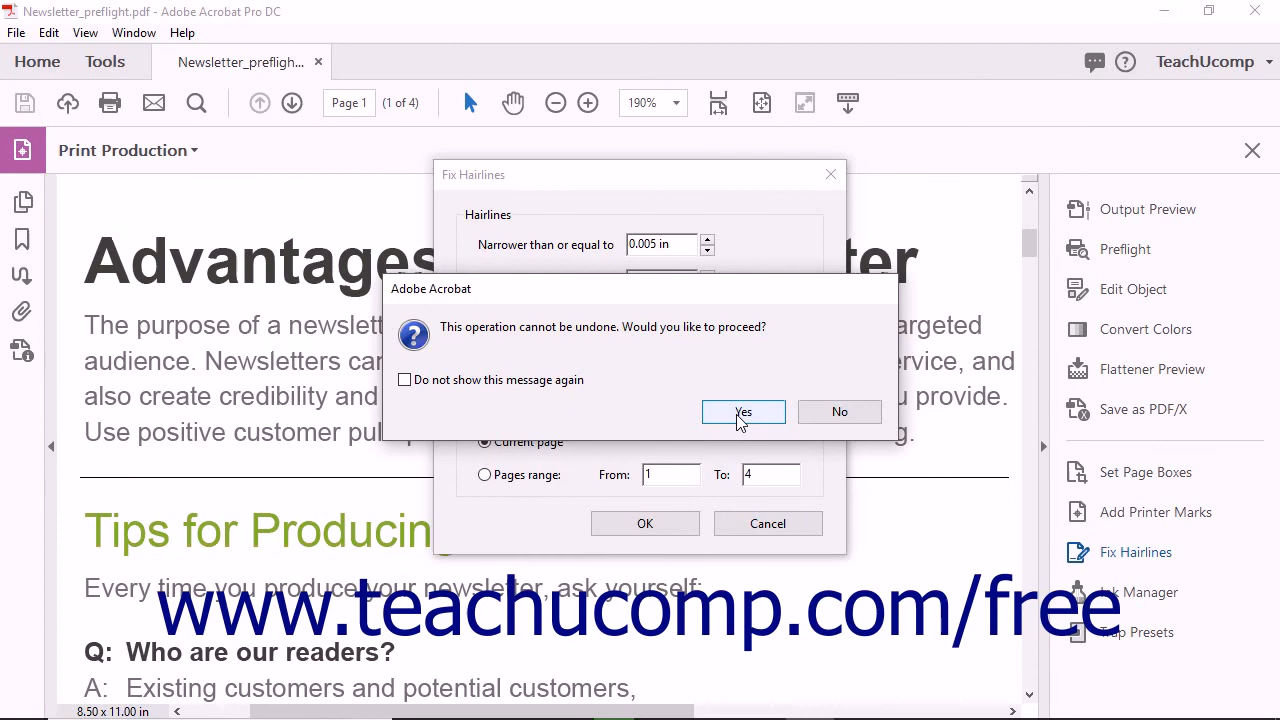 Newsletter_preflight.pdf - Adobe Acrobat Pro DC
File Edit View Window Help
Home Tools Newsletter_prefligh... × TeachUcomp
Page 1 (1 of 4) 190%
Print Production
Fix Hairlines
Hairlines
Narrower than or equal to 0.005 in
Adobe Acrobat
This operation cannot be undone. Would you like to proceed?
Do not show this message again
Yes No
Current page
Pages range: From: 1 To: 4
OK Cancel
Advantages ter
The purpose of a newslett argeted
audience. Newsletters can ervice, and
also create credibility and u provide.
Use positive customer pu g.
Tips for Producing
Every time you produce your newsletter, ask yourself:
Q: Who are our readers?
A: Existing customers and potential customers,
8.50 x 11.00 in
Output Preview
Preflight
Edit Object
Convert Colors
Flattener Preview
Save as PDF/X
Set Page Boxes
Add Printer Marks
Fix Hairlines
Ink Manager
Trap Presets
www.teachucomp.com/free